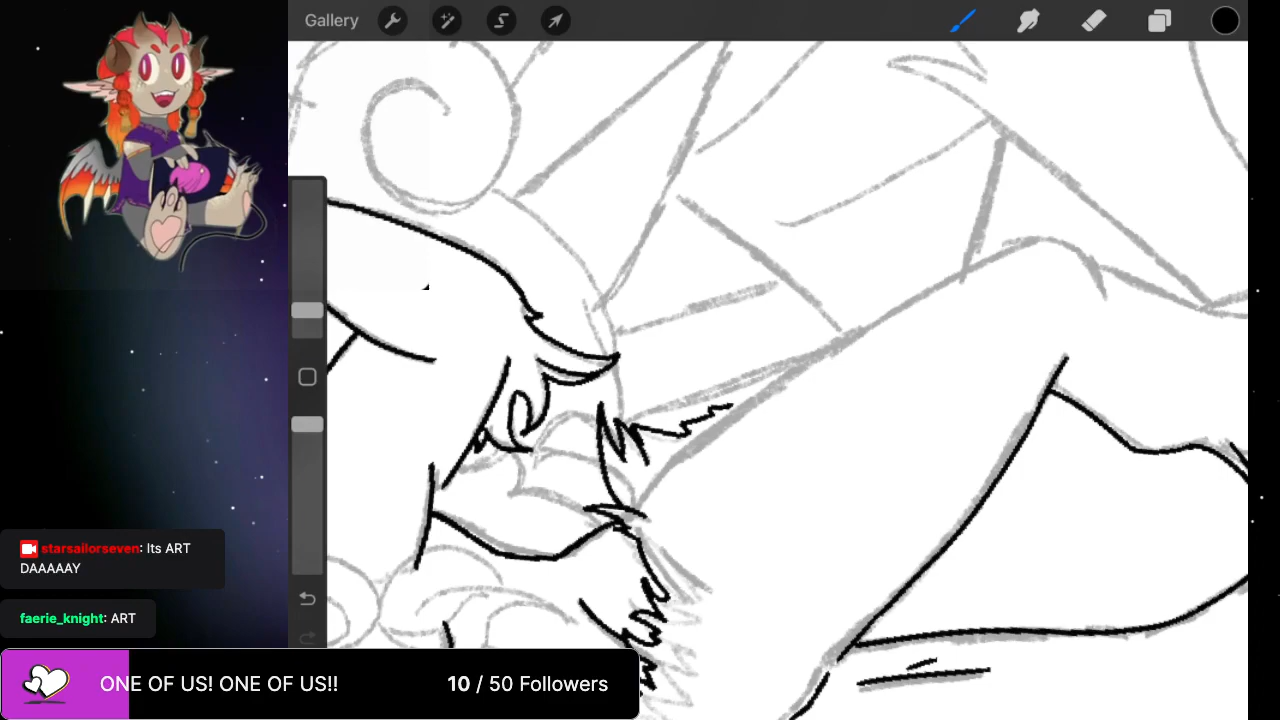 Gallery
starsailorseven: Its ART
DAAAAAY
faerie_knight: ART
ONE OF US! ONE OF US!! 10 / 50 Followers